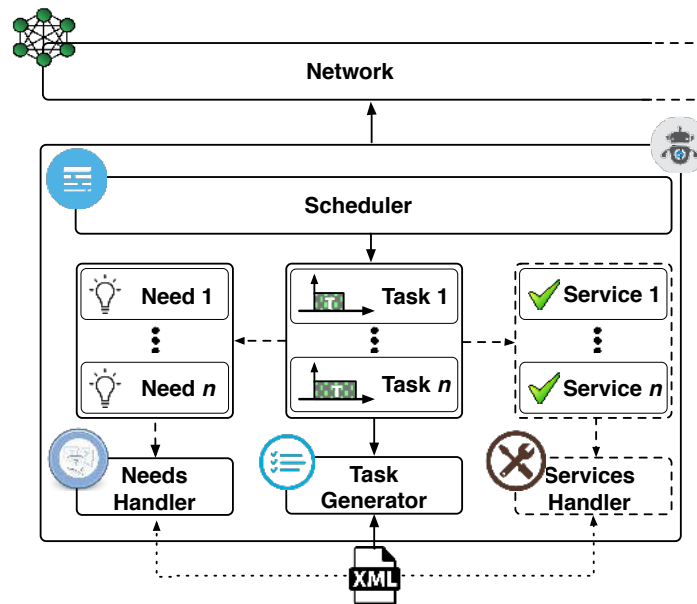 Network
Scheduler
Need 1
Task 1
Service 1
Need n
Task n
Service n
Needs
Handler
Task
Generator
Services
Handler
XML